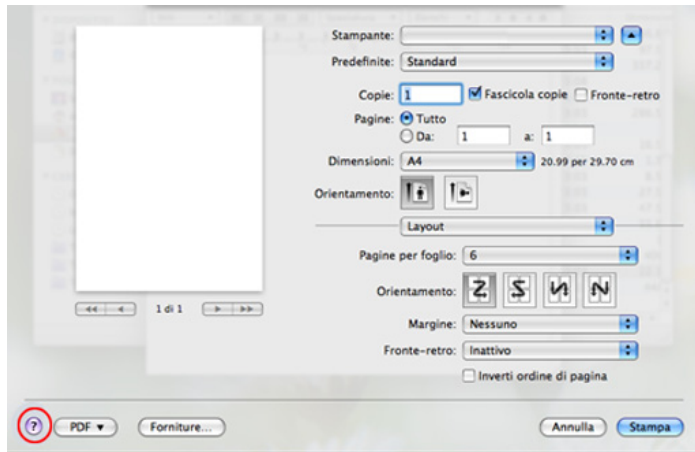 Stampante:
Predefinite: Standard
Copie: 1 Fascicola copie Fronte-retro
Pagine: Tutto
Da: 1 a: 1
Dimensioni: A4 20.99 per 29.70 cm
Orientamento:
Layout
Pagine per foglio: 6
1 di 1
Orientamento:
Margine: Nessuno
Fronte-retro: Inattivo
Inverti ordine di pagina
? PDF Forniture... Annulla Stampa